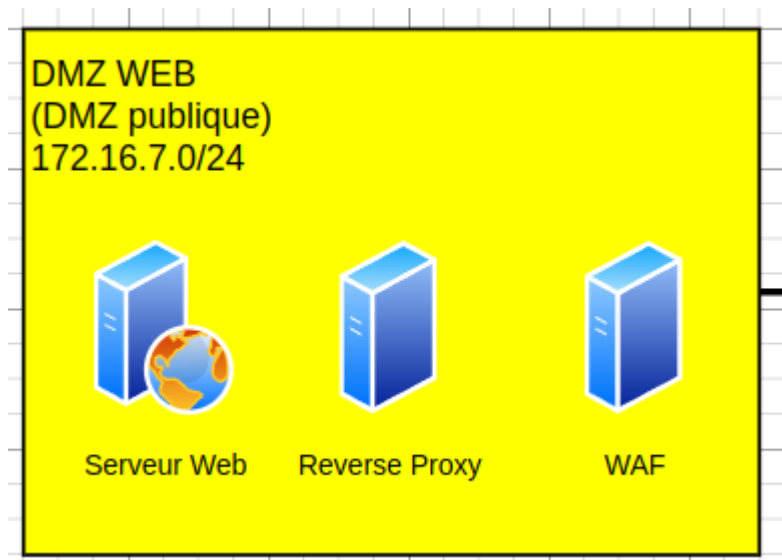 DMZ WEB
(DMZ publique)
172.16.7.0/24
Serveur Web
Reverse Proxy
WAF